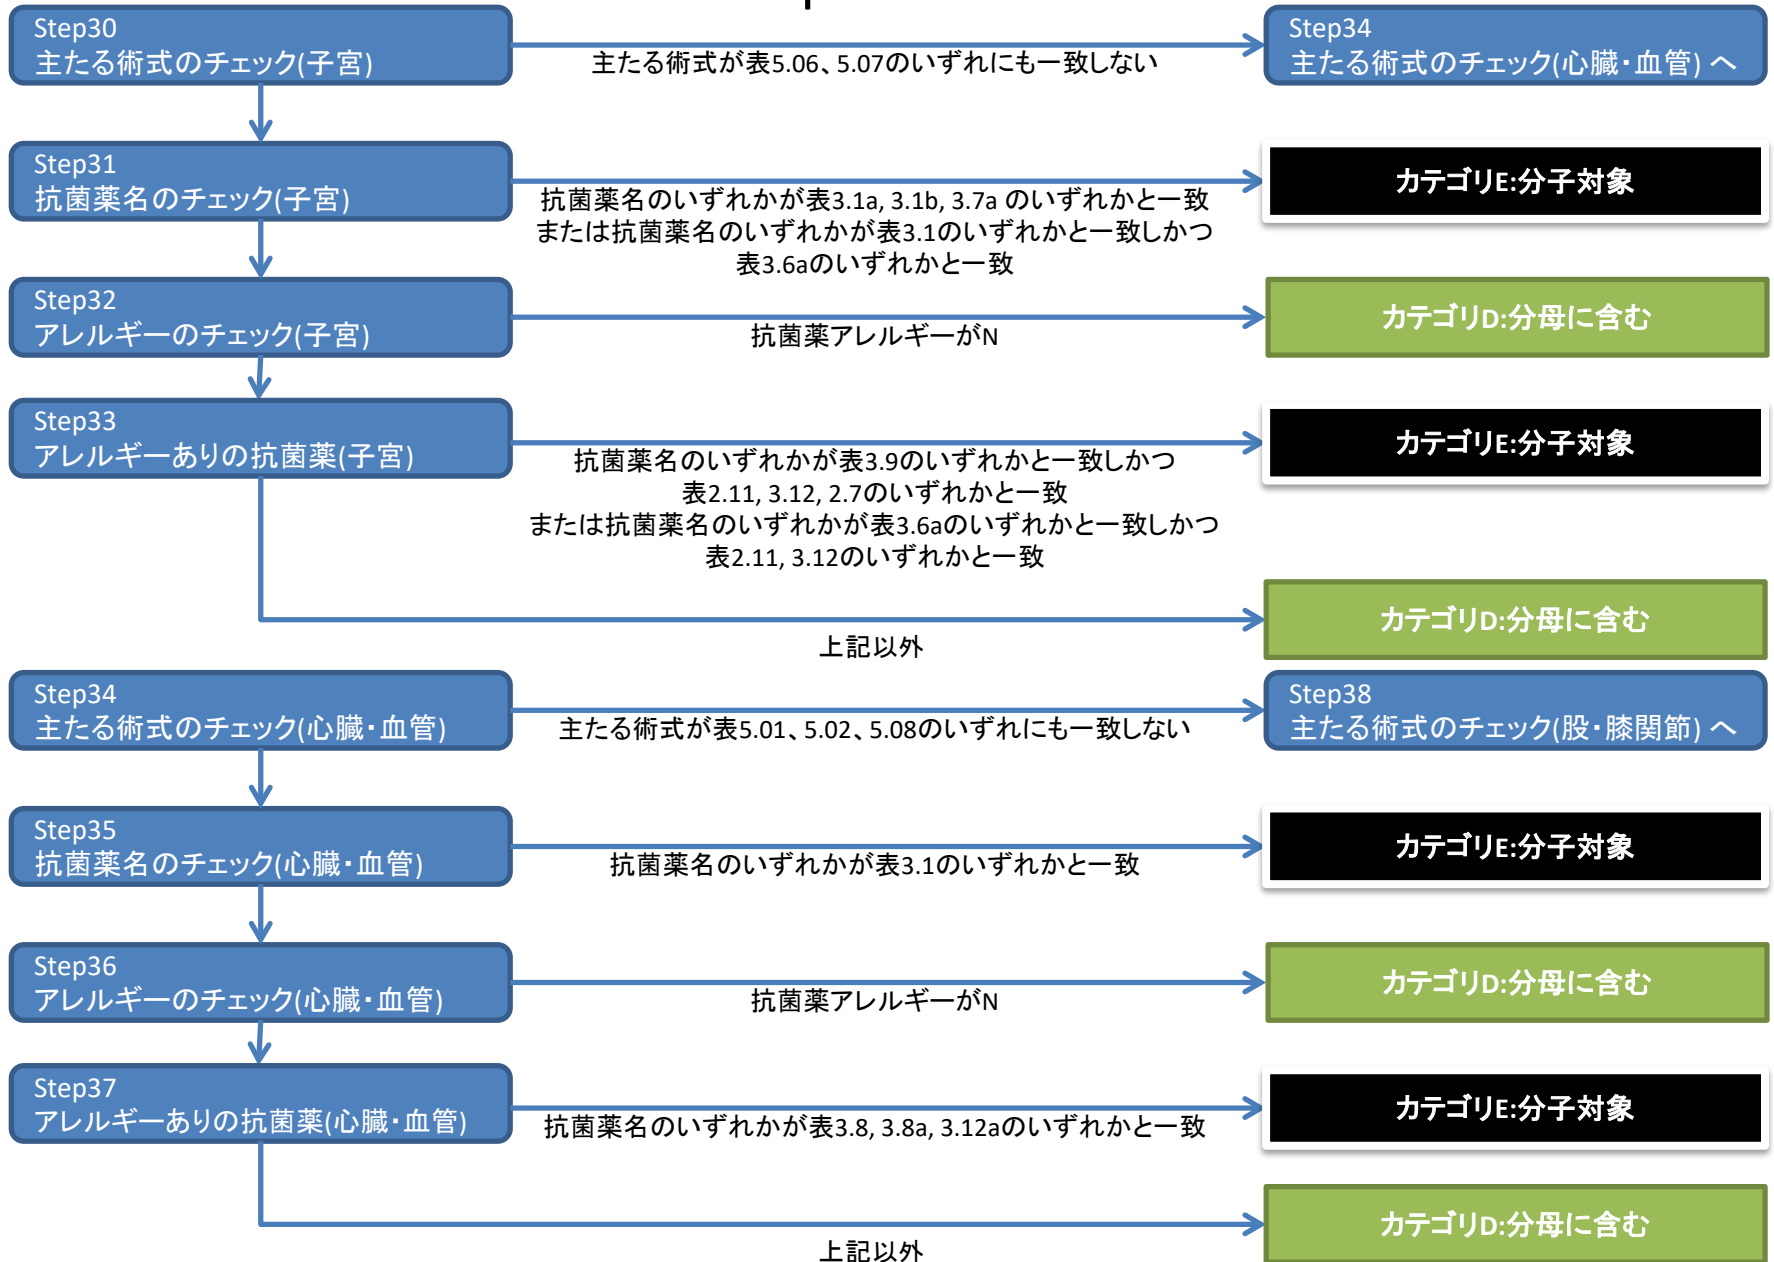 Step30
主たる術式のチェック(子宮)
主たる術式が表5.06、5.07のいずれにも一致しない
Step34
主たる術式のチェック(心臓・血管) へ
Step31
抗菌薬名のチェック(子宮)
抗菌薬名のいずれかが表3.1a, 3.1b, 3.7a のいずれかと一致
または抗菌薬名のいずれかが表3.1のいずれかと一致しかつ
表3.6aのいずれかと一致
カテゴリE:分子対象
Step32
アレルギーのチェック(子宮)
抗菌薬アレルギーがN
カテゴリD:分母に含む
Step33
アレルギーありの抗菌薬(子宮)
抗菌薬名のいずれかが表3.9のいずれかと一致しかつ
表2.11, 3.12, 2.7のいずれかと一致
または抗菌薬名のいずれかが表3.6aのいずれかと一致しかつ
表2.11, 3.12のいずれかと一致
カテゴリE:分子対象
上記以外
カテゴリD:分母に含む
Step34
主たる術式のチェック(心臓・血管)
主たる術式が表5.01、5.02、5.08のいずれにも一致しない
Step38
主たる術式のチェック(股・膝関節) へ
Step35
抗菌薬名のチェック(心臓・血管)
抗菌薬名のいずれかが表3.1のいずれかと一致
カテゴリE:分子対象
Step36
アレルギーのチェック(心臓・血管)
抗菌薬アレルギーがN
カテゴリD:分母に含む
Step37
アレルギーありの抗菌薬(心臓・血管)
抗菌薬名のいずれかが表3.8, 3.8a, 3.12aのいずれかと一致
カテゴリE:分子対象
上記以外
カテゴリD:分母に含む